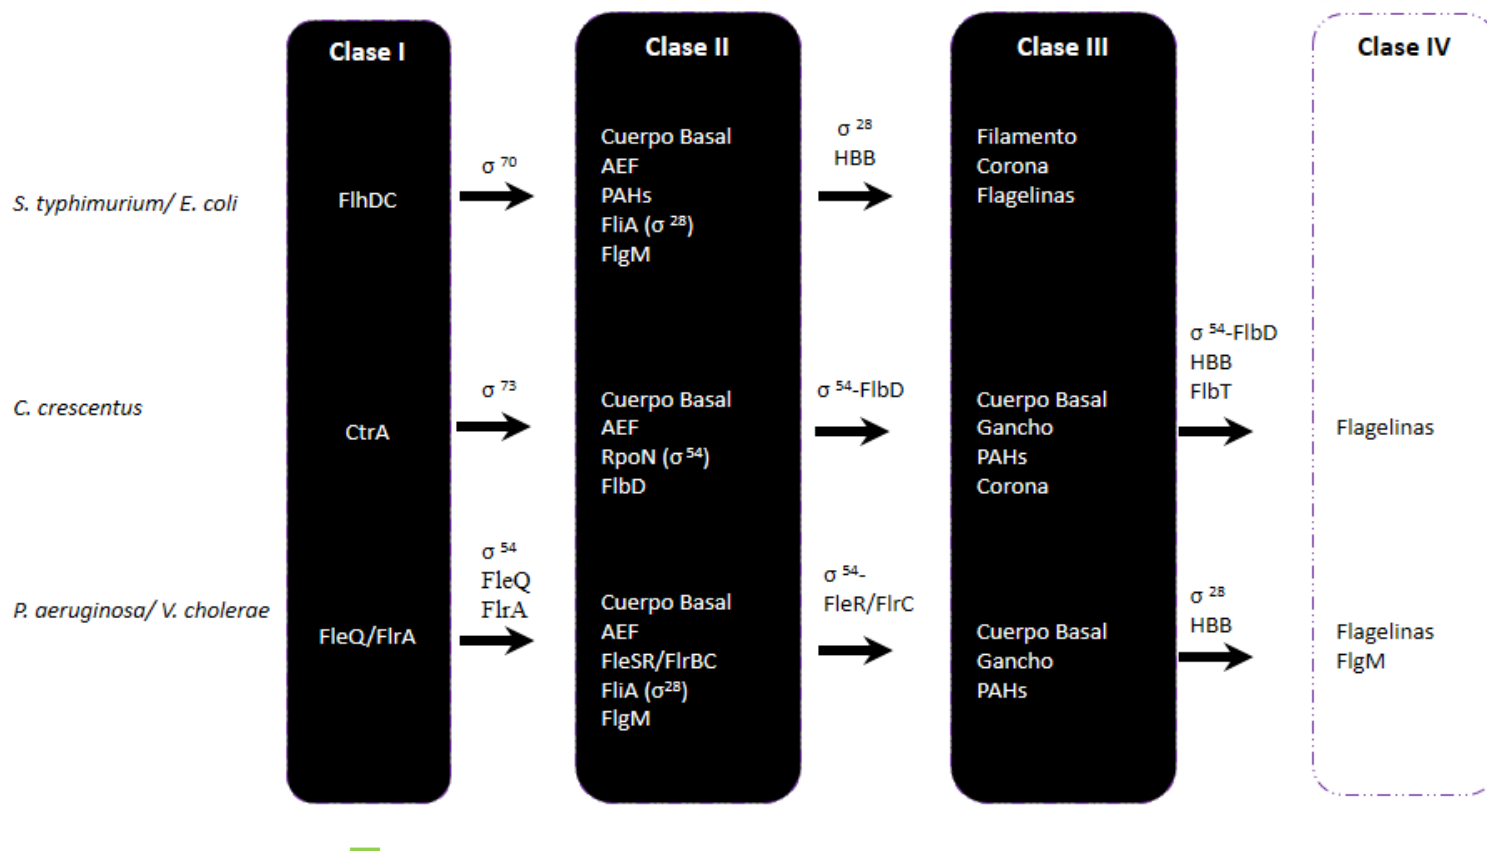 Clase I
Clase II
Clase III
Clase IV
S. typhimurium/ E. coli
FlhDC
σ 70
Cuerpo Basal
AEF
PAHs
FliA (σ 28)
FlgM
σ 28
HBB
Filamento
Corona
Flagelinas
C. crescentus
CtrA
σ 73
Cuerpo Basal
AEF
RpoN (σ 54)
FlbD
σ 54-FlbD
Cuerpo Basal
Gancho
PAHs
Corona
σ 54-FlbD
HBB
FlbT
Flagelinas
P. aeruginosa/ V. cholerae
FleQ/FlrA
σ 54
FleQ
FlrA
Cuerpo Basal
AEF
FleSR/FlrBC
FliA (σ28)
FlgM
σ 54-
FleR/FlrC
Cuerpo Basal
Gancho
PAHs
σ 28
HBB
Flagelinas
FlgM